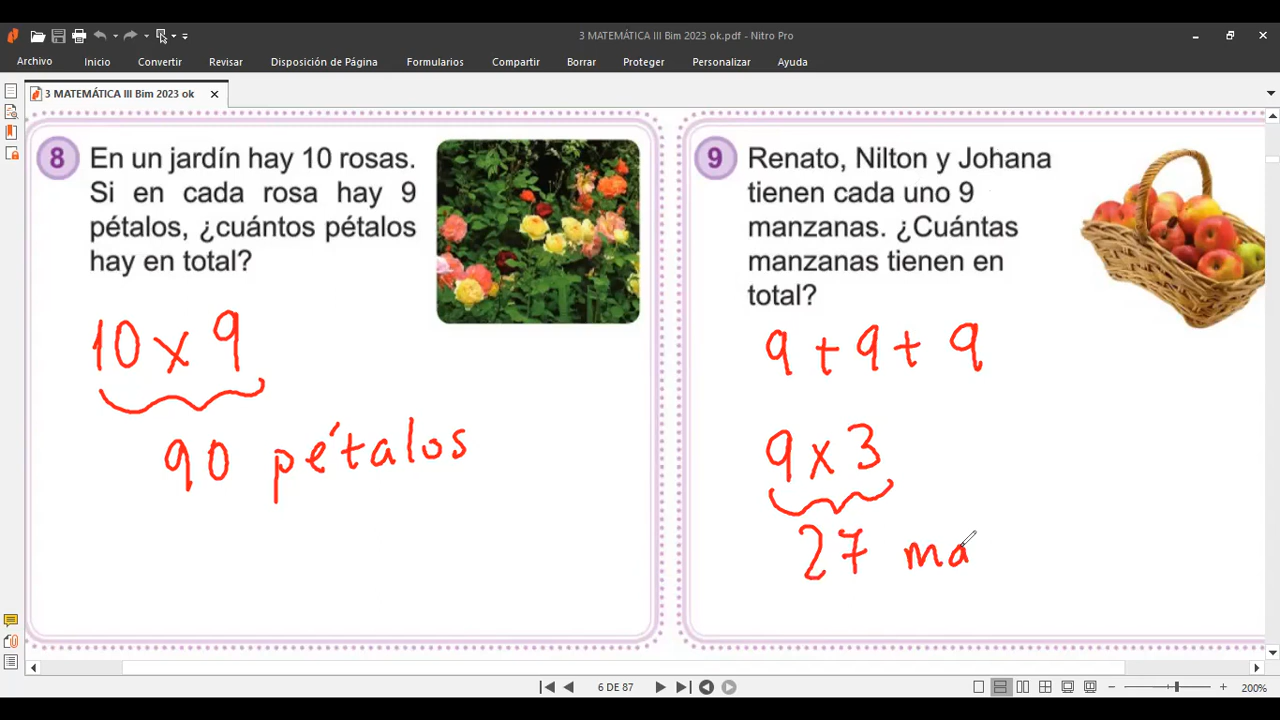 3 MATEMÁTICA III Bim 2023 ok.pdf - Nitro Pro
Archivo Inicio Convertir Revisar Disposición de Página Formularios Compartir Borrar Proteger Personalizar Ayuda
3 MATEMÁTICA III Bim 2023 ok
8 En un jardín hay 10 rosas.
Si en cada rosa hay 9
pétalos, ¿cuántos pétalos
hay en total?
10 x 9
90 pétalos
9 Renato, Nilton y Johana
tienen cada uno 9
manzanas. ¿Cuántas
manzanas tienen en
total?
9 + 9 + 9
9 x 3
27 ma
6 DE 87
200%